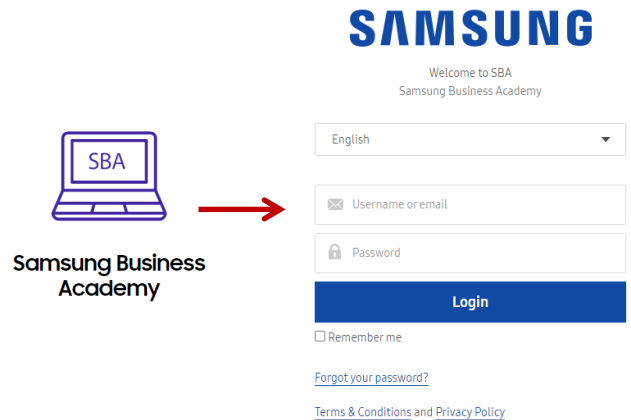 SBA
Samsung Business
Academy
SAMSUNG
Welcome to SBA
Samsung Business Academy
English
Username or email
Password
Login
Remember me
Forgot your password?
Terms & Conditions and Privacy Policy